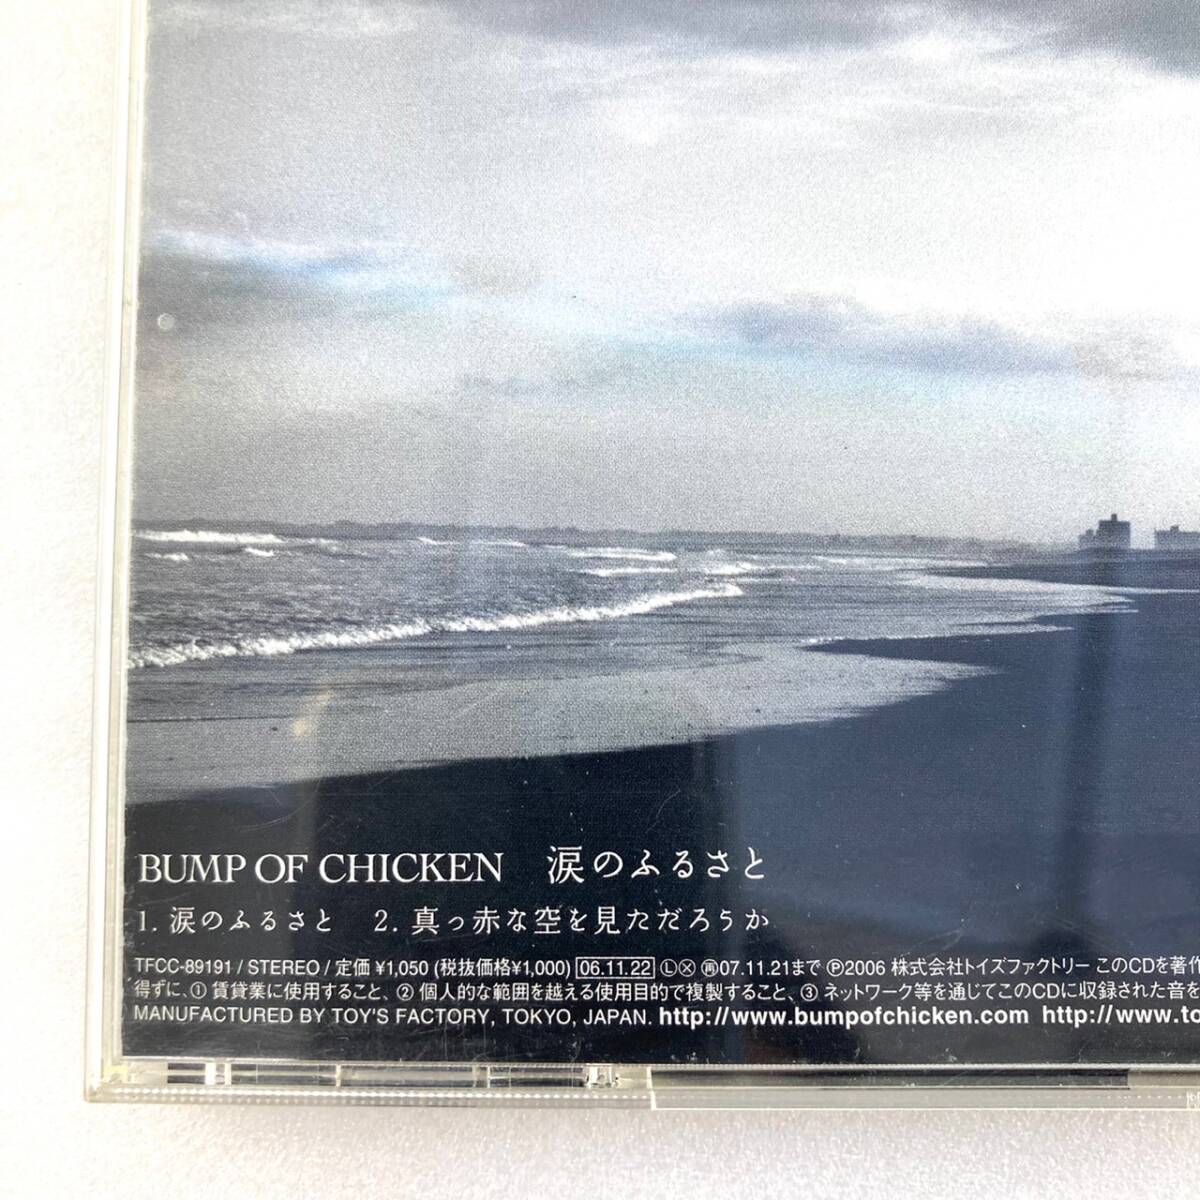 BUMP OF CHICKEN 涙のふるさと
1. 涙のふるさと 2. 真っ赤な空を見ただろうか
TFCC-89191 / STEREO / 定価 ¥1,050 (税抜価格¥1,000) 06.11.22 Ⓛ Ⓧ ㊢07.11.21まで Ⓟ2006 株式会社トイズファクトリー このCDを著作
得ずに、① 賃貸業に使用すること、② 個人的な範囲を越える使用目的で複製すること、③ ネットワーク等を通じてこのCDに収録された音を
MANUFACTURED BY TOY'S FACTORY, TOKYO, JAPAN. http://www.bumpofchicken.com http://www.to